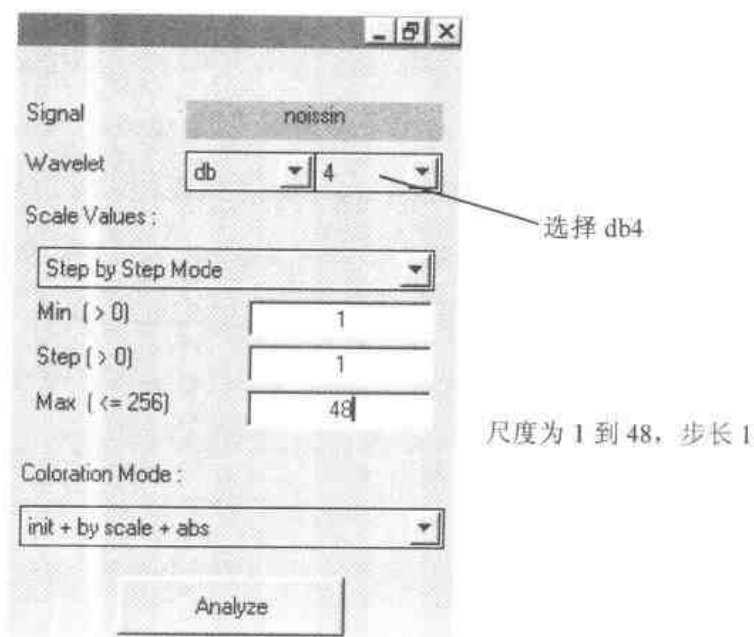 Signal noissin
Wavelet db 4
选择 db4
Scale Values :
Step by Step Mode
Min ( > 0) 1
Step ( > 0) 1
Max ( <= 256) 48
尺度为 1 到 48，步长 1
Coloration Mode :
init + by scale + abs
Analyze